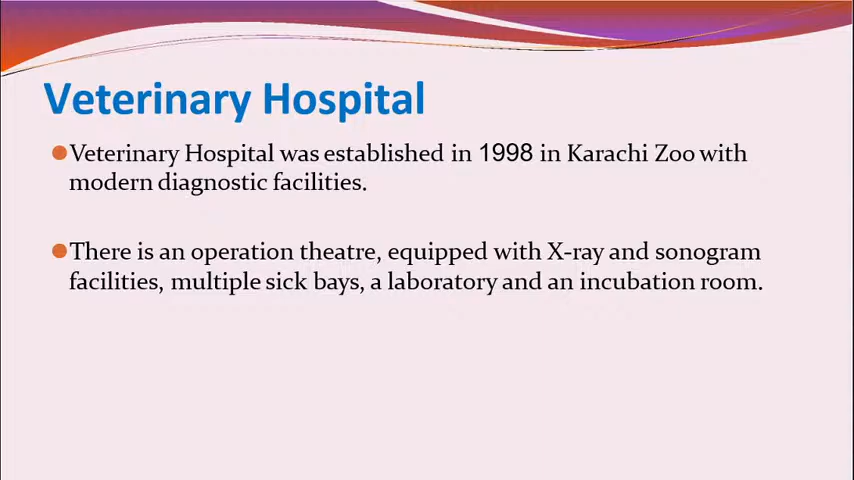 Veterinary Hospital
Veterinary Hospital was established in 1998 in Karachi Zoo with
modern diagnostic facilities.
There is an operation theatre, equipped with X-ray and sonogram
facilities, multiple sick bays, a laboratory and an incubation room.